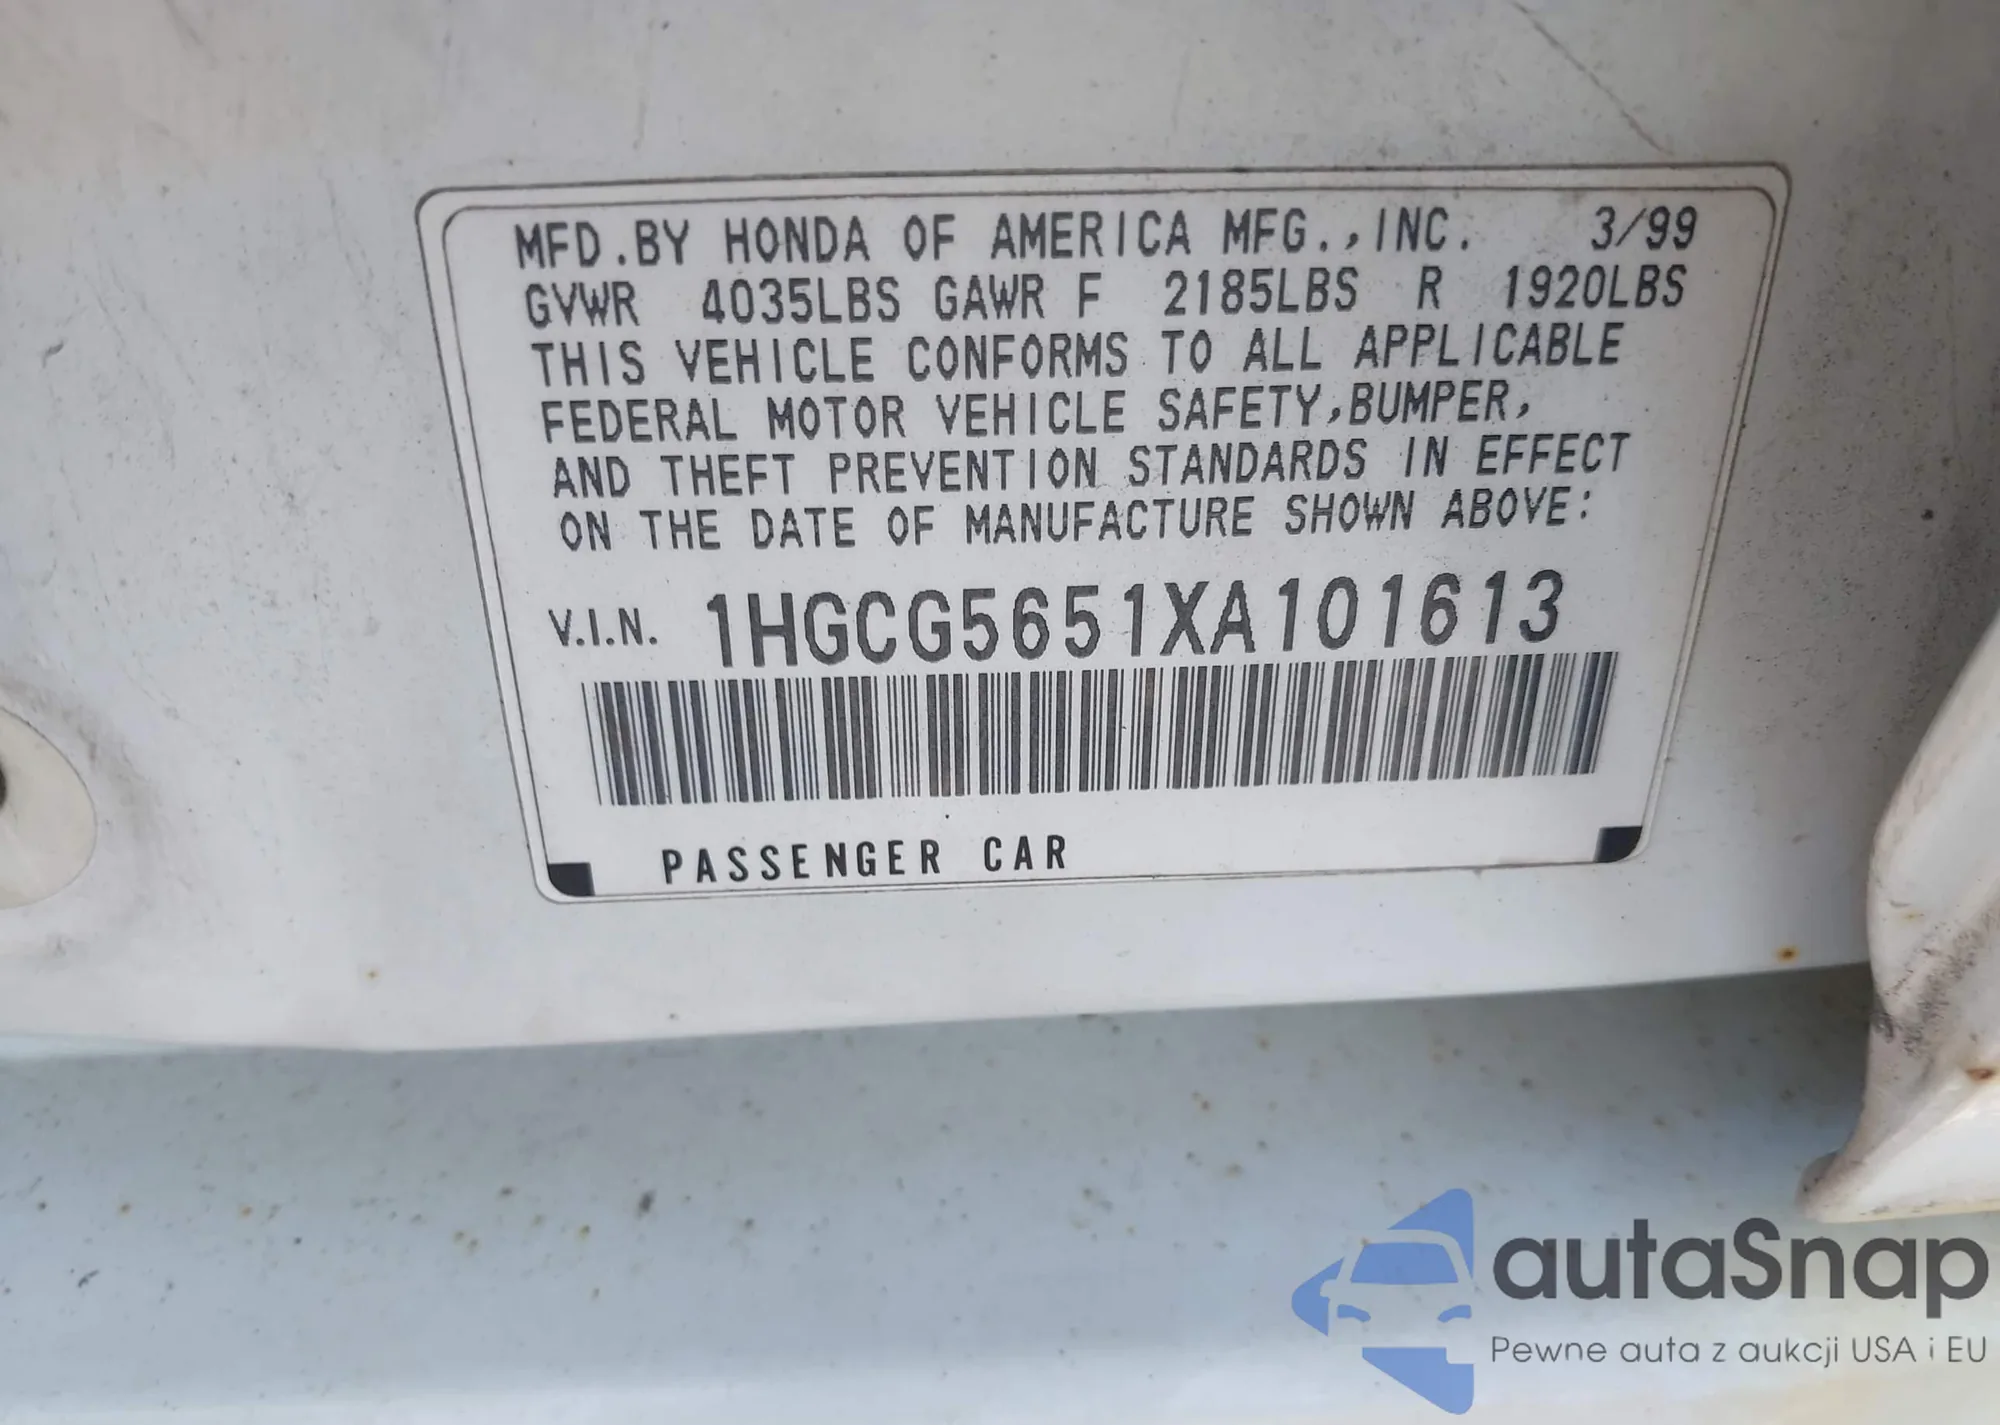 MFD.BY HONDA OF AMERICA MFG.,INC. 3/99
GVWR 4035LBS GAWR F 2185LBS R 1920LBS
THIS VEHICLE CONFORMS TO ALL APPLICABLE
FEDERAL MOTOR VEHICLE SAFETY,BUMPER,
AND THEFT PREVENTION STANDARDS IN EFFECT
ON THE DATE OF MANUFACTURE SHOWN ABOVE:
V.I.N. 1HGCG5651XA101613
PASSENGER CAR
autaSnap
Pewne auta z aukcji USA i EU